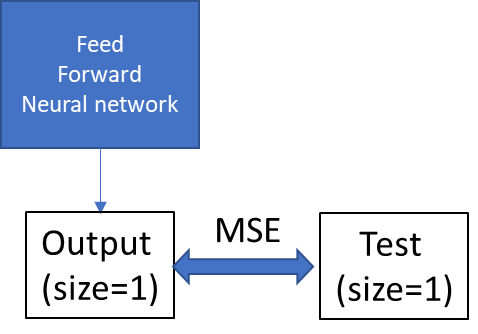 Feed
Forward
Neural network
Output
(size=1)
MSE
Test
(size=1)